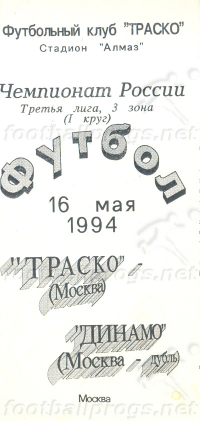 Футбольный клуб "ТРАСКО"
Стадион "Алмаз"
Чемпионат России
Третья лига, 3 зона
(I круг)
Футбол
16 мая
1994
"ТРАСКО" -
(Москва)
"ДИНАМО"
(Москва - дубль)
Москва
footballprogs.net